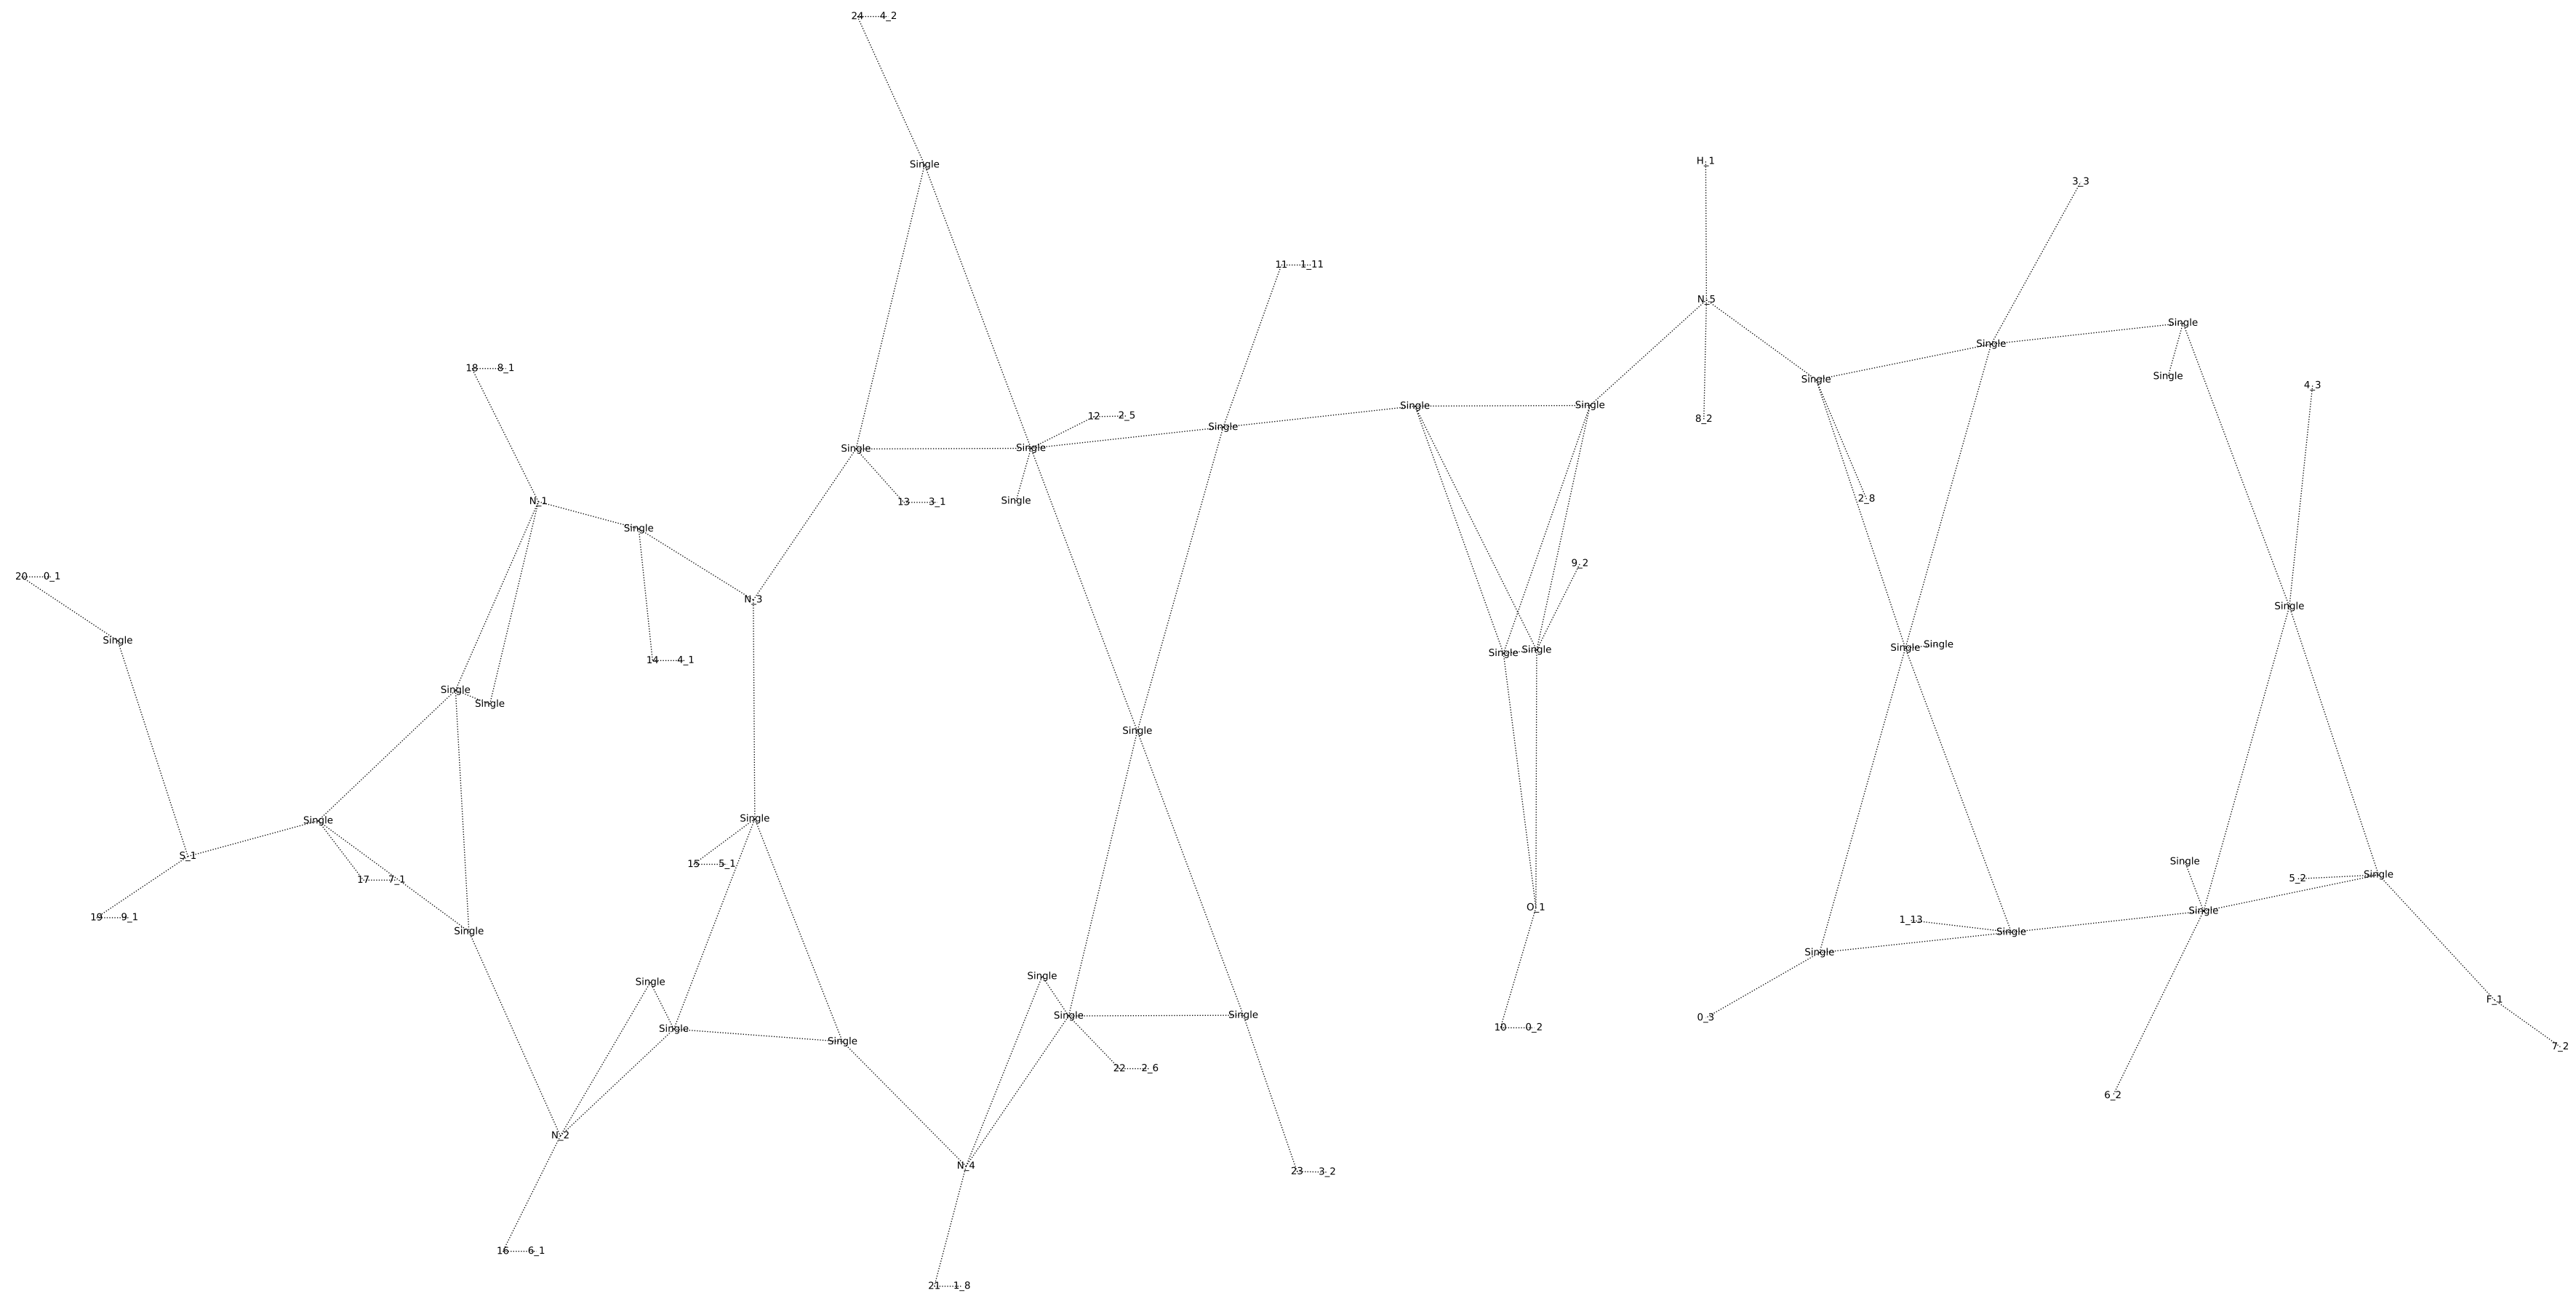 24 4_2
H_1
Single
3_3
11 1_11
N_5
Single
Single
18 8_1
Single
Single
4_3
Single
Single
12 2_5
8_2
Single
Single
Single
2_8
N_1
Single
13 3_1
Single
9_2
20 0_1
N_3
Single
Single
Single
Single
Single
Single
14 4_1
Single
SIngle
Single
Single
Single
S_1
Single
15 5_1
Single
5_2
17 7_1
O_1
Single
19 9_1
1_13
Single
Single
Single
Single
Single
F_1
Single
Single
0_3
10 0_2
Single
Single
7_2
22 2_6
6_2
N_2
N_4
23 3_2
16 6_1
21 1_8